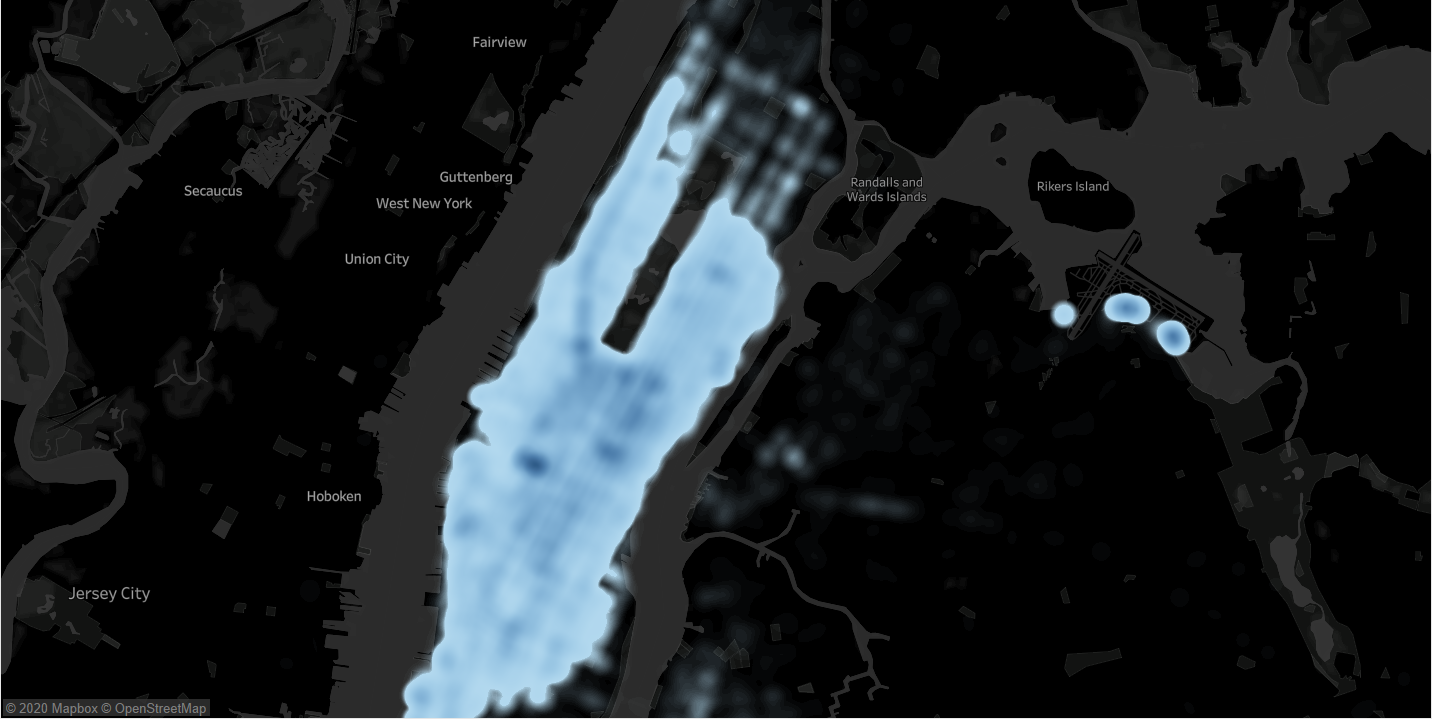 Fairview
Secaucus
Guttenberg
West New York
Randalls and
Wards Islands
Rikers Island
Union City
Hoboken
Jersey City
© 2020 Mapbox © OpenStreetMap